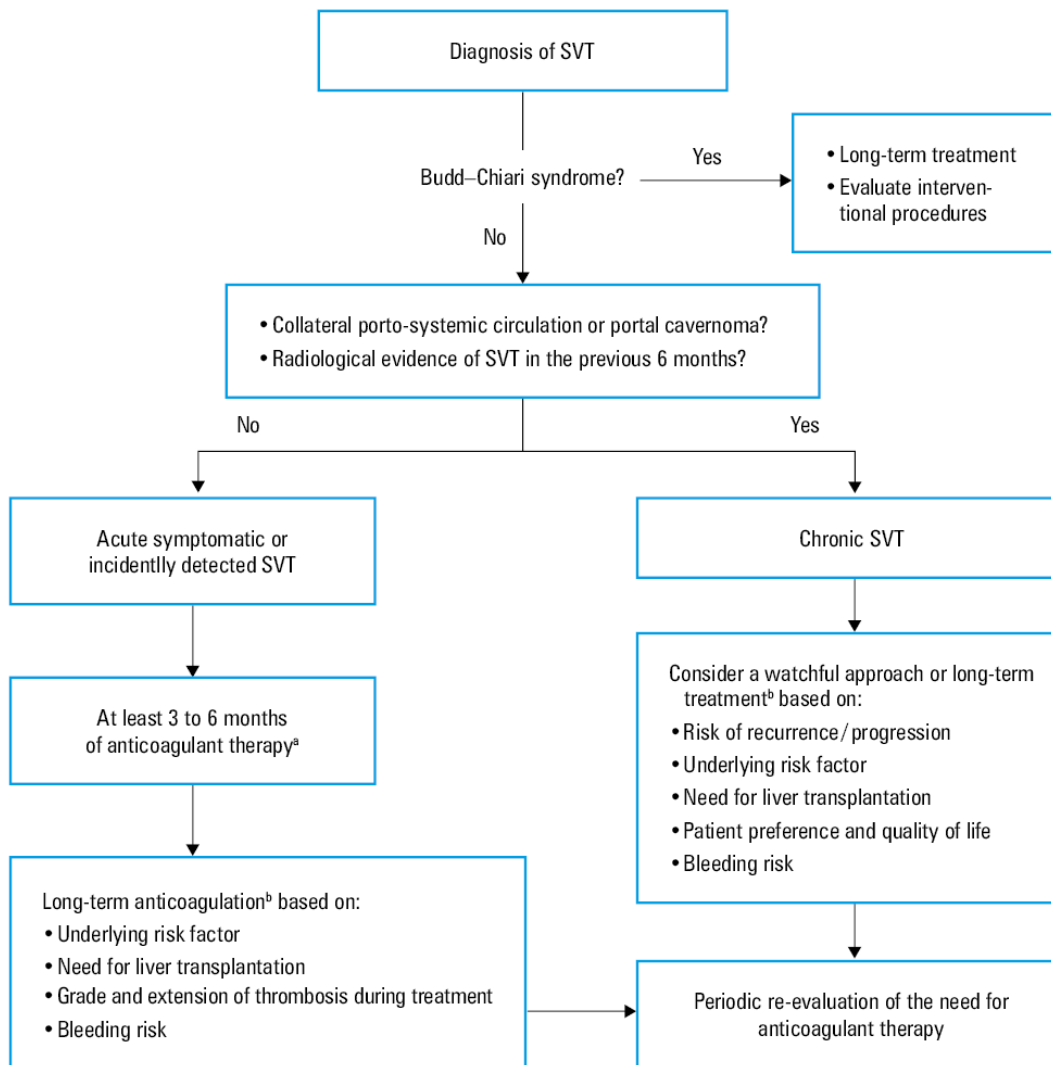 Diagnosis of SVT
Budd–Chiari syndrome?
Yes
• Long-term treatment
• Evaluate interven-
tional procedures
No
• Collateral porto-systemic circulation or portal cavernoma?
• Radiological evidence of SVT in the previous 6 months?
No
Yes
Acute symptomatic or
incidentlly detected SVT
Chronic SVT
At least 3 to 6 months
of anticoagulant therapyᵃ
Consider a watchful approach or long-term
treatmentᵇ based on:
• Risk of recurrence/progression
• Underlying risk factor
• Need for liver transplantation
• Patient preference and quality of life
• Bleeding risk
Long-term anticoagulationᵇ based on:
• Underlying risk factor
• Need for liver transplantation
• Grade and extension of thrombosis during treatment
• Bleeding risk
Periodic re-evaluation of the need for
anticoagulant therapy